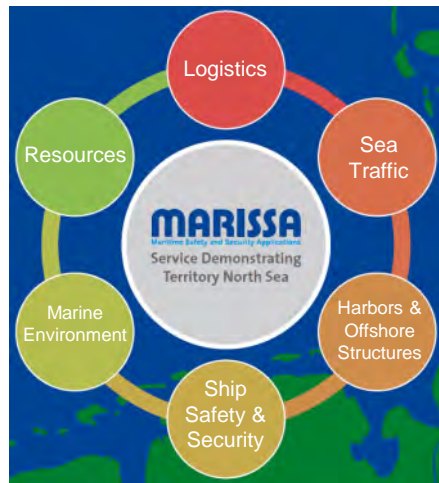 Logistics
Sea
Traffic
Harbors &
Offshore
Structures
Ship
Safety &
Security
Marine
Environment
Resources
MARISSA
Maritime Safety and Security Applications
Service Demonstrating
Territory North Sea